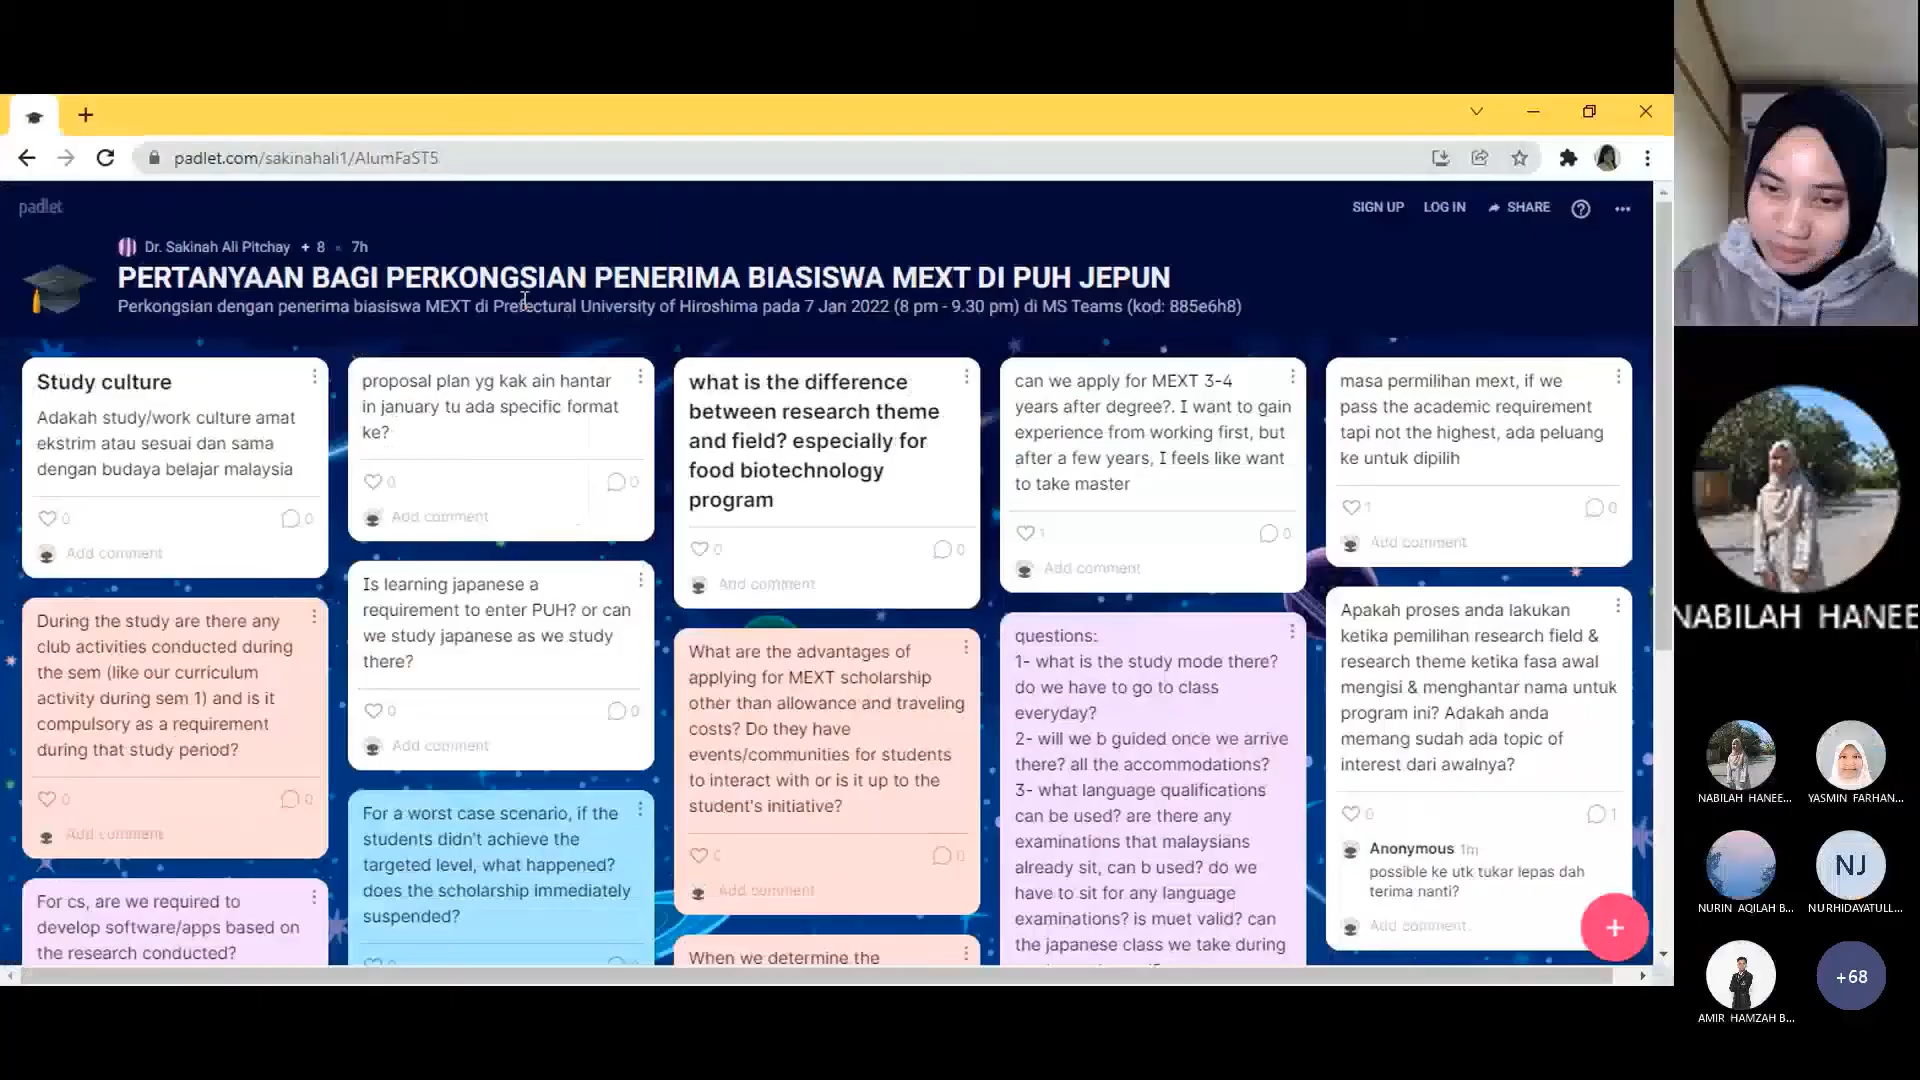 padlet.com/sakinahali1/AlumFaST5
padlet
SIGN UP LOG IN SHARE
Dr. Sakinah Ali Pitchay + 8 • 7h
PERTANYAAN BAGI PERKONGSIAN PENERIMA BIASISWA MEXT DI PUH JEPUN
Perkongsian dengan penerima biasiswa MEXT di Prefectural University of Hiroshima pada 7 Jan 2022 (8 pm - 9.30 pm) di MS Teams (kod: 885e6h8)
Study culture
Adakah study/work culture amat
ekstrim atau sesuai dan sama
dengan budaya belajar malaysia
0 0
Add comment
During the study are there any
club activities conducted during
the sem (like our curriculum
activity during sem 1) and is it
compulsory as a requirement
during that study period?
0 0
Add comment
For cs, are we required to
develop software/apps based on
the research conducted?
proposal plan yg kak ain hantar
in january tu ada specific format
ke?
0 0
Add comment
Is learning japanese a
requirement to enter PUH? or can
we study japanese as we study
there?
0 0
Add comment
For a worst case scenario, if the
students didn't achieve the
targeted level, what happened?
does the scholarship immediately
suspended?
what is the difference
between research theme
and field? especially for
food biotechnology
program
0 0
Add comment
What are the advantages of
applying for MEXT scholarship
other than allowance and traveling
costs? Do they have
events/communities for students
to interact with or is it up to the
student's initiative?
0 0
Add comment
When we determine the
can we apply for MEXT 3-4
years after degree?. I want to gain
experience from working first, but
after a few years, I feels like want
to take master
1 0
Add comment
questions:
1- what is the study mode there?
do we have to go to class
everyday?
2- will we b guided once we arrive
there? all the accommodations?
3- what language qualifications
can be used? are there any
examinations that malaysians
already sit, can b used? do we
have to sit for any language
examinations? is muet valid? can
the japanese class we take during
masa permilihan mext, if we
pass the academic requirement
tapi not the highest, ada peluang
ke untuk dipilih
1 0
Add comment
Apakah proses anda lakukan
ketika pemilihan research field &
research theme ketika fasa awal
mengisi & menghantar nama untuk
program ini? Adakah anda
memang sudah ada topic of
interest dari awalnya?
0 1
Anonymous 1m
possible ke utk tukar lepas dah
terima nanti?
Add comment
NABILAH HANEE
NABILAH HANEE... YASMIN FARHAN...
NJ
NURIN AQILAH B... NURHIDAYATULL...
+68
AMIR HAMZAH B...